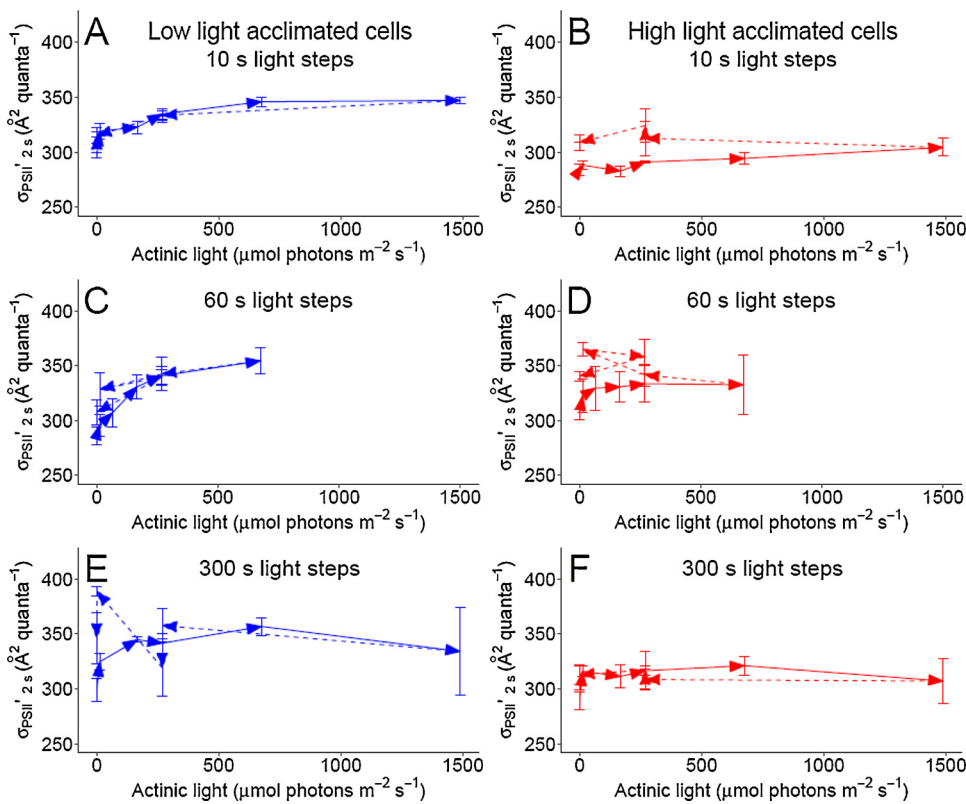 A Low light acclimated cells
10 s light steps
σPSII' 2 s (Å² quanta⁻¹)
400
350
300
250
0 500 1000 1500
Actinic light (μmol photons m⁻² s⁻¹)
B High light acclimated cells
10 s light steps
σPSII' 2 s (Å² quanta⁻¹)
400
350
300
250
0 500 1000 1500
Actinic light (μmol photons m⁻² s⁻¹)
C 60 s light steps
σPSII' 2 s (Å² quanta⁻¹)
400
350
300
250
0 500 1000 1500
Actinic light (μmol photons m⁻² s⁻¹)
D 60 s light steps
σPSII' 2 s (Å² quanta⁻¹)
400
350
300
250
0 500 1000 1500
Actinic light (μmol photons m⁻² s⁻¹)
E 300 s light steps
σPSII' 2 s (Å² quanta⁻¹)
400
350
300
250
0 500 1000 1500
Actinic light (μmol photons m⁻² s⁻¹)
F 300 s light steps
σPSII' 2 s (Å² quanta⁻¹)
400
350
300
250
0 500 1000 1500
Actinic light (μmol photons m⁻² s⁻¹)